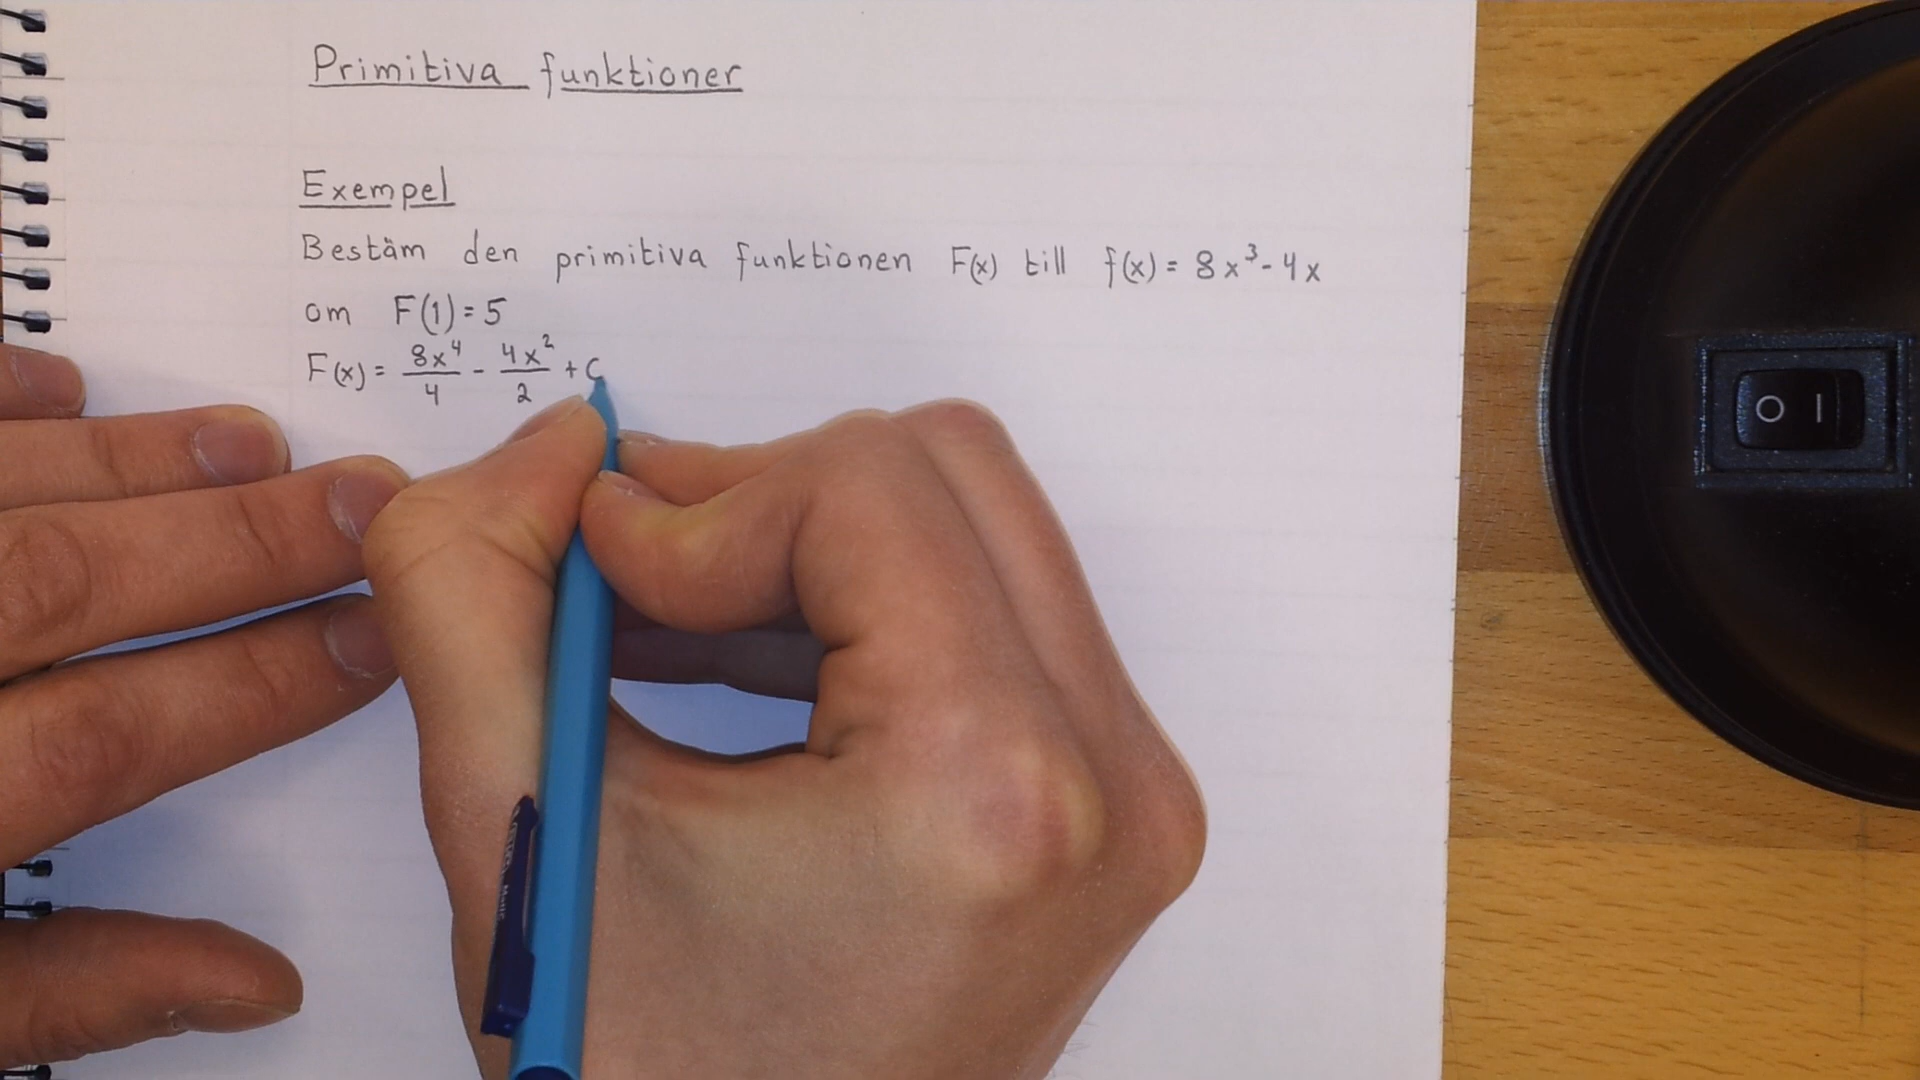 Primitiva funktioner
Exempel
Bestäm den primitiva funktionen F(x) till f(x) = 8x³ - 4x
om F(1) = 5
F(x) = 8x⁴/4 - 4x²/2 + C
O I